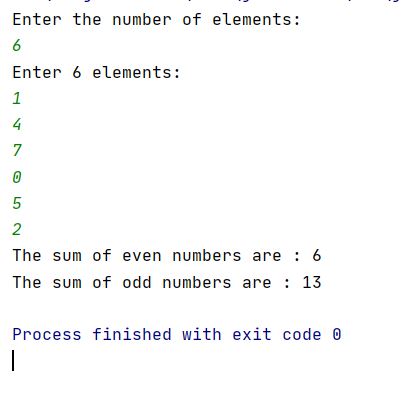 Enter the number of elements:
6
Enter 6 elements:
1
4
7
0
5
2
The sum of even numbers are : 6
The sum of odd numbers are : 13
Process finished with exit code 0